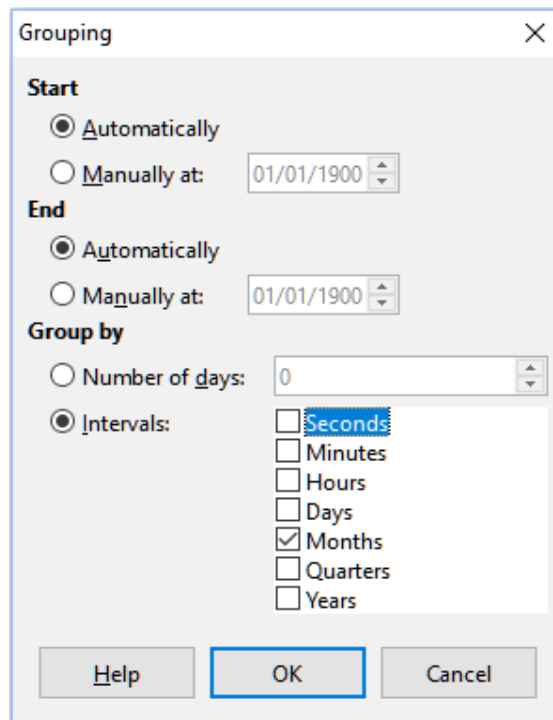 Grouping
Start
Automatically
Manually at: 01/01/1900
End
Automatically
Manually at: 01/01/1900
Group by
Number of days: 0
Intervals: Seconds
Minutes
Hours
Days
Months
Quarters
Years
Help OK Cancel